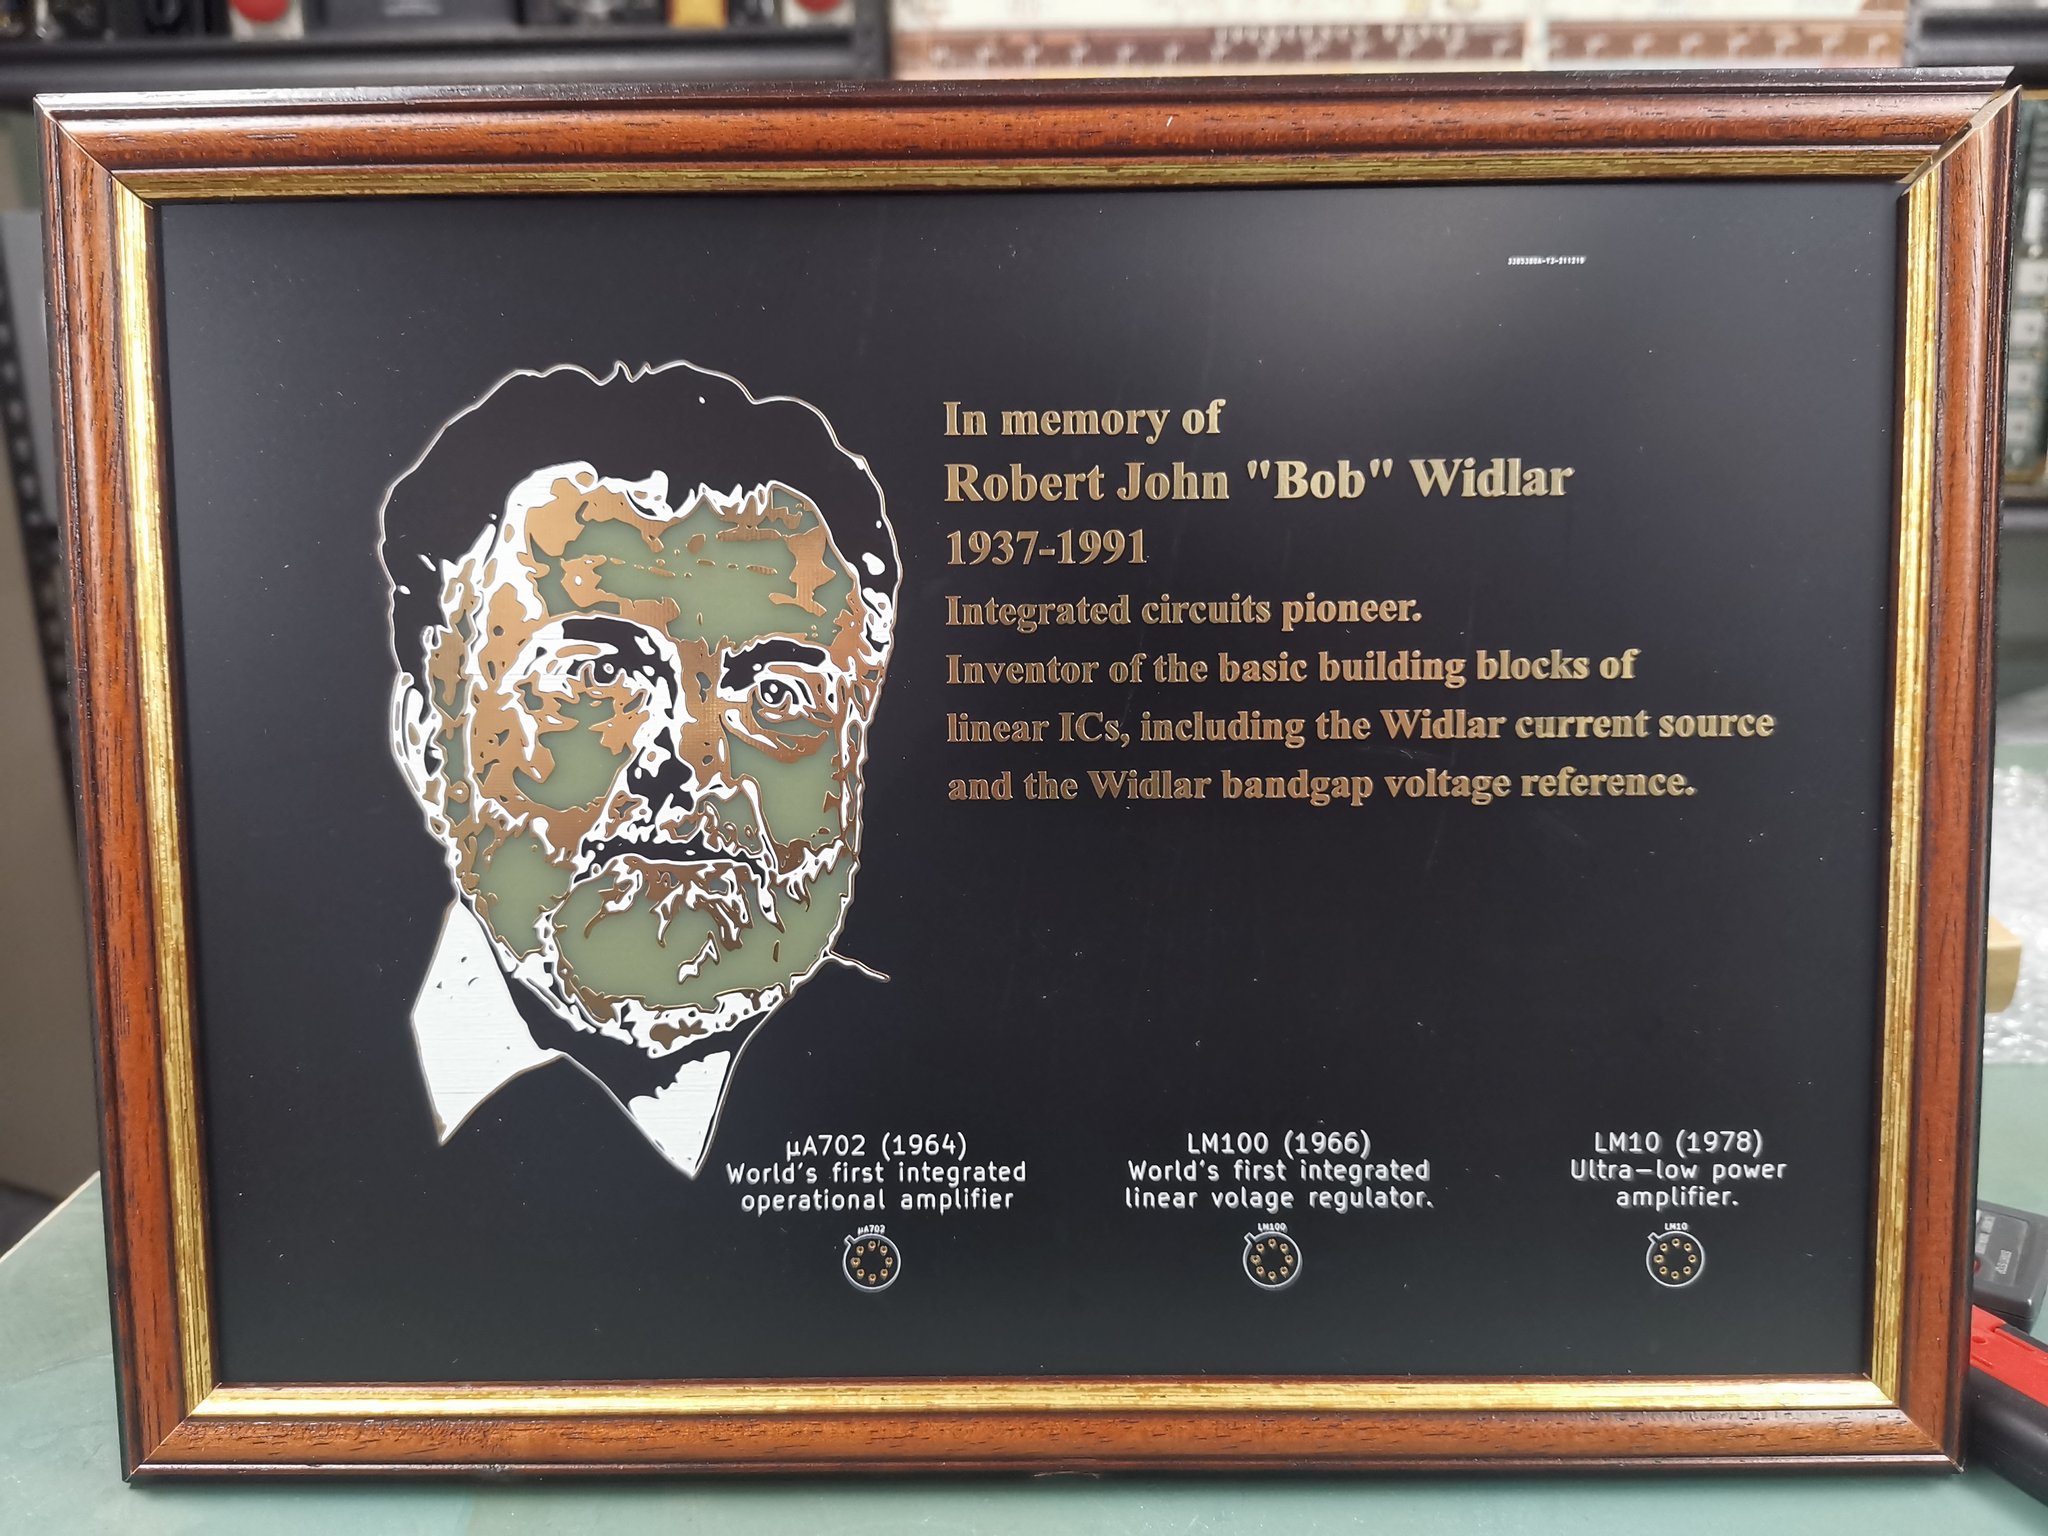 In memory of
Robert John "Bob" Widlar
1937-1991
Integrated circuits pioneer.
Inventor of the basic building blocks of
linear ICs, including the Widlar current source
and the Widlar bandgap voltage reference.
µA702 (1964)
World's first integrated
operational amplifier
µA702
LM100 (1966)
World's first integrated
linear volage regulator.
LM100
LM10 (1978)
Ultra-low power
amplifier.
LM10